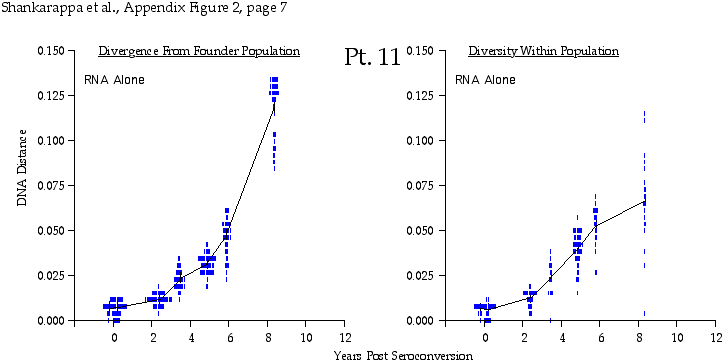 Shankarappa et al., Appendix Figure 2, page 7
Pt. 11
Divergence From Founder Population
RNA Alone
DNA Distance
0.150
0.125
0.100
0.075
0.050
0.025
0.000
0 2 4 6 8 10 12
Diversity Within Population
RNA Alone
0.150
0.125
0.100
0.075
0.050
0.025
0.000
0 2 4 6 8 10 12
Years Post Seroconversion